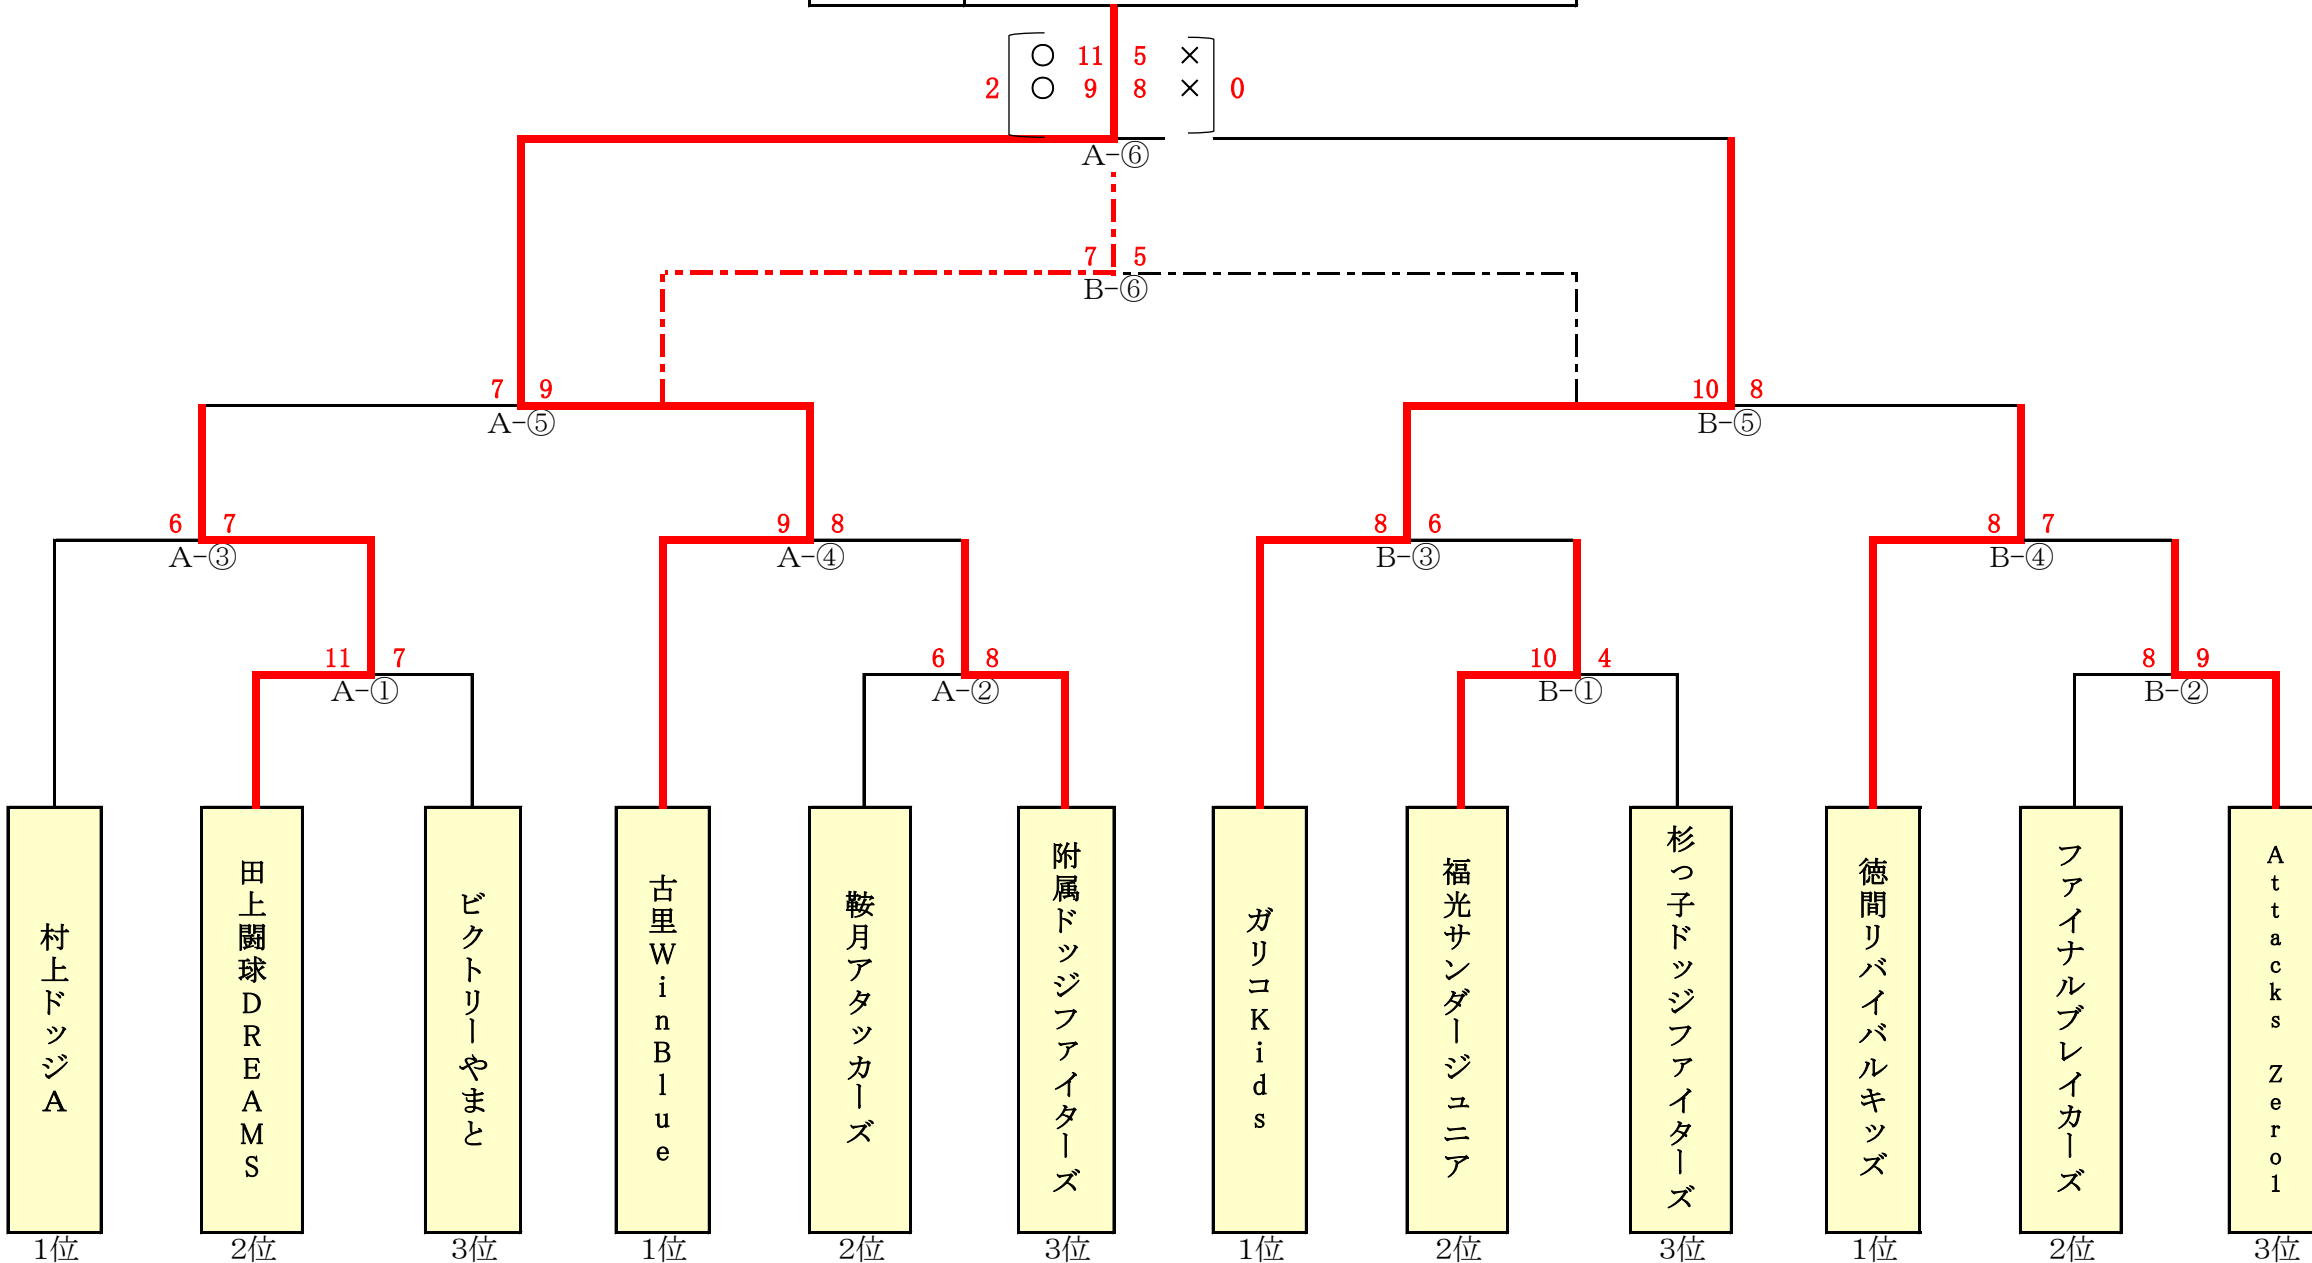 ○ 11 5 ×
2 ○ 9 8 × 0
A-⑥
7 5
B-⑥
7 9
A-⑤
10 8
B-⑤
6 7
A-③
9 8
A-④
8 6
B-③
8 7
B-④
11 7
A-①
6 8
A-②
10 4
B-①
8 9
B-②
村上ドッジA
田上闘球DREAMS
ビクトリーやまと
古里WinBlue
鞍月アタッカーズ
附属ドッジファイターズ
ガリコKids
福光サンダージュニア
杉っ子ドッジファイターズ
徳間リバイバルキッズ
ファイナルブレイカーズ
Attacks Zero1
1位 2位 3位 1位 2位 3位 1位 2位 3位 1位 2位 3位